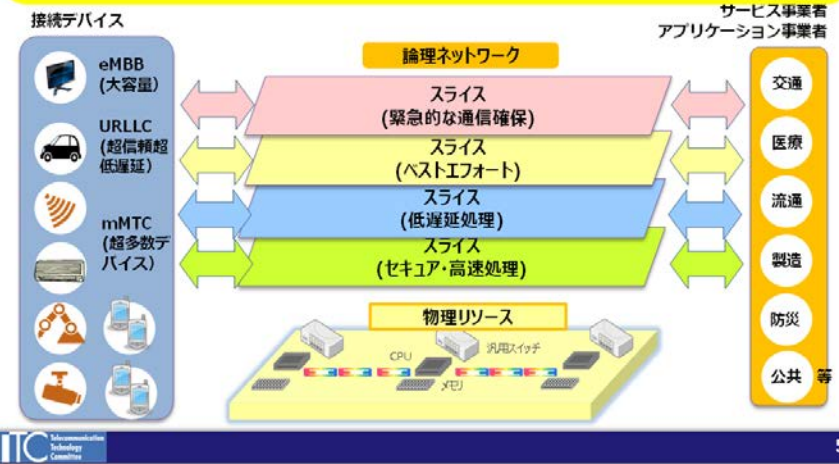 接続デバイス
サービス事業者
アプリケーション事業者
eMBB
(大容量)
URLLC
(超信頼超
低遅延)
mMTC
(超多数デ
バイス)
論理ネットワーク
スライス
(緊急的な通信確保)
スライス
(ベストエフォート)
スライス
(低遅延処理)
スライス
(セキュア・高速処理)
物理リソース
CPU
汎用スイッチ
メモリ
交通
医療
流通
製造
防災
公共 等
Telecommunication
Technology
Committee
5